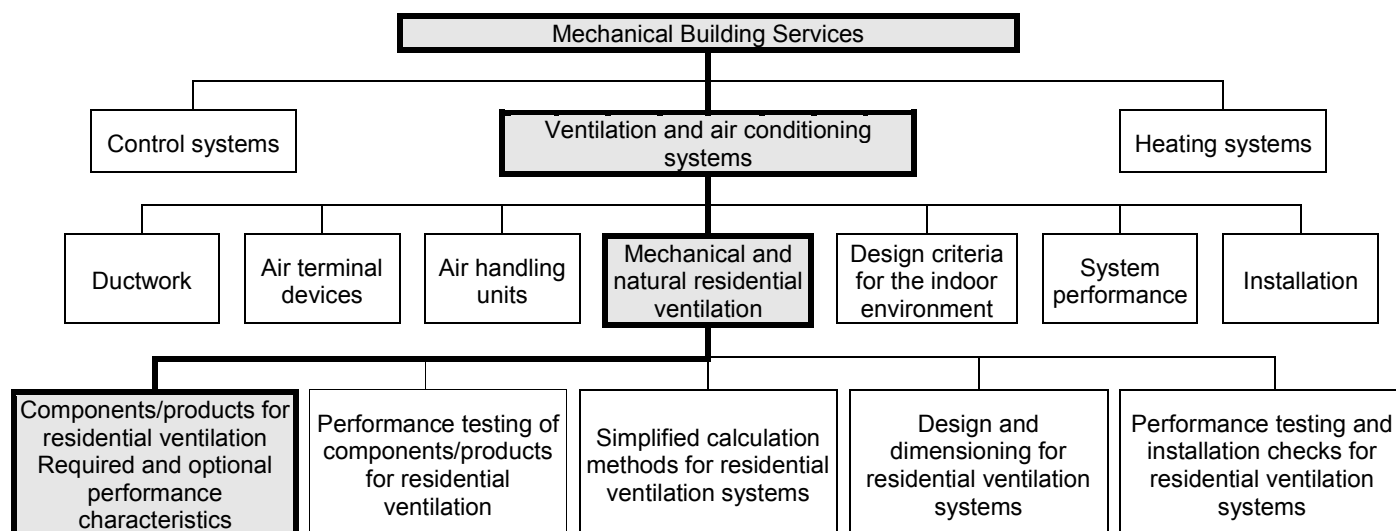 Mechanical Building Services
Control systems
Ventilation and air conditioning
systems
Heating systems
Ductwork
Air terminal
devices
Air handling
units
Mechanical and
natural residential
ventilation
Design criteria
for the indoor
environment
System
performance
Installation
Components/products for
residential ventilation
Required and optional
performance
characteristics
Performance testing of
components/products
for residential
ventilation
Simplified calculation
methods for residential
ventilation systems
Design and
dimensioning for
residential ventilation
systems
Performance testing and
installation checks for
residential ventilation
systems